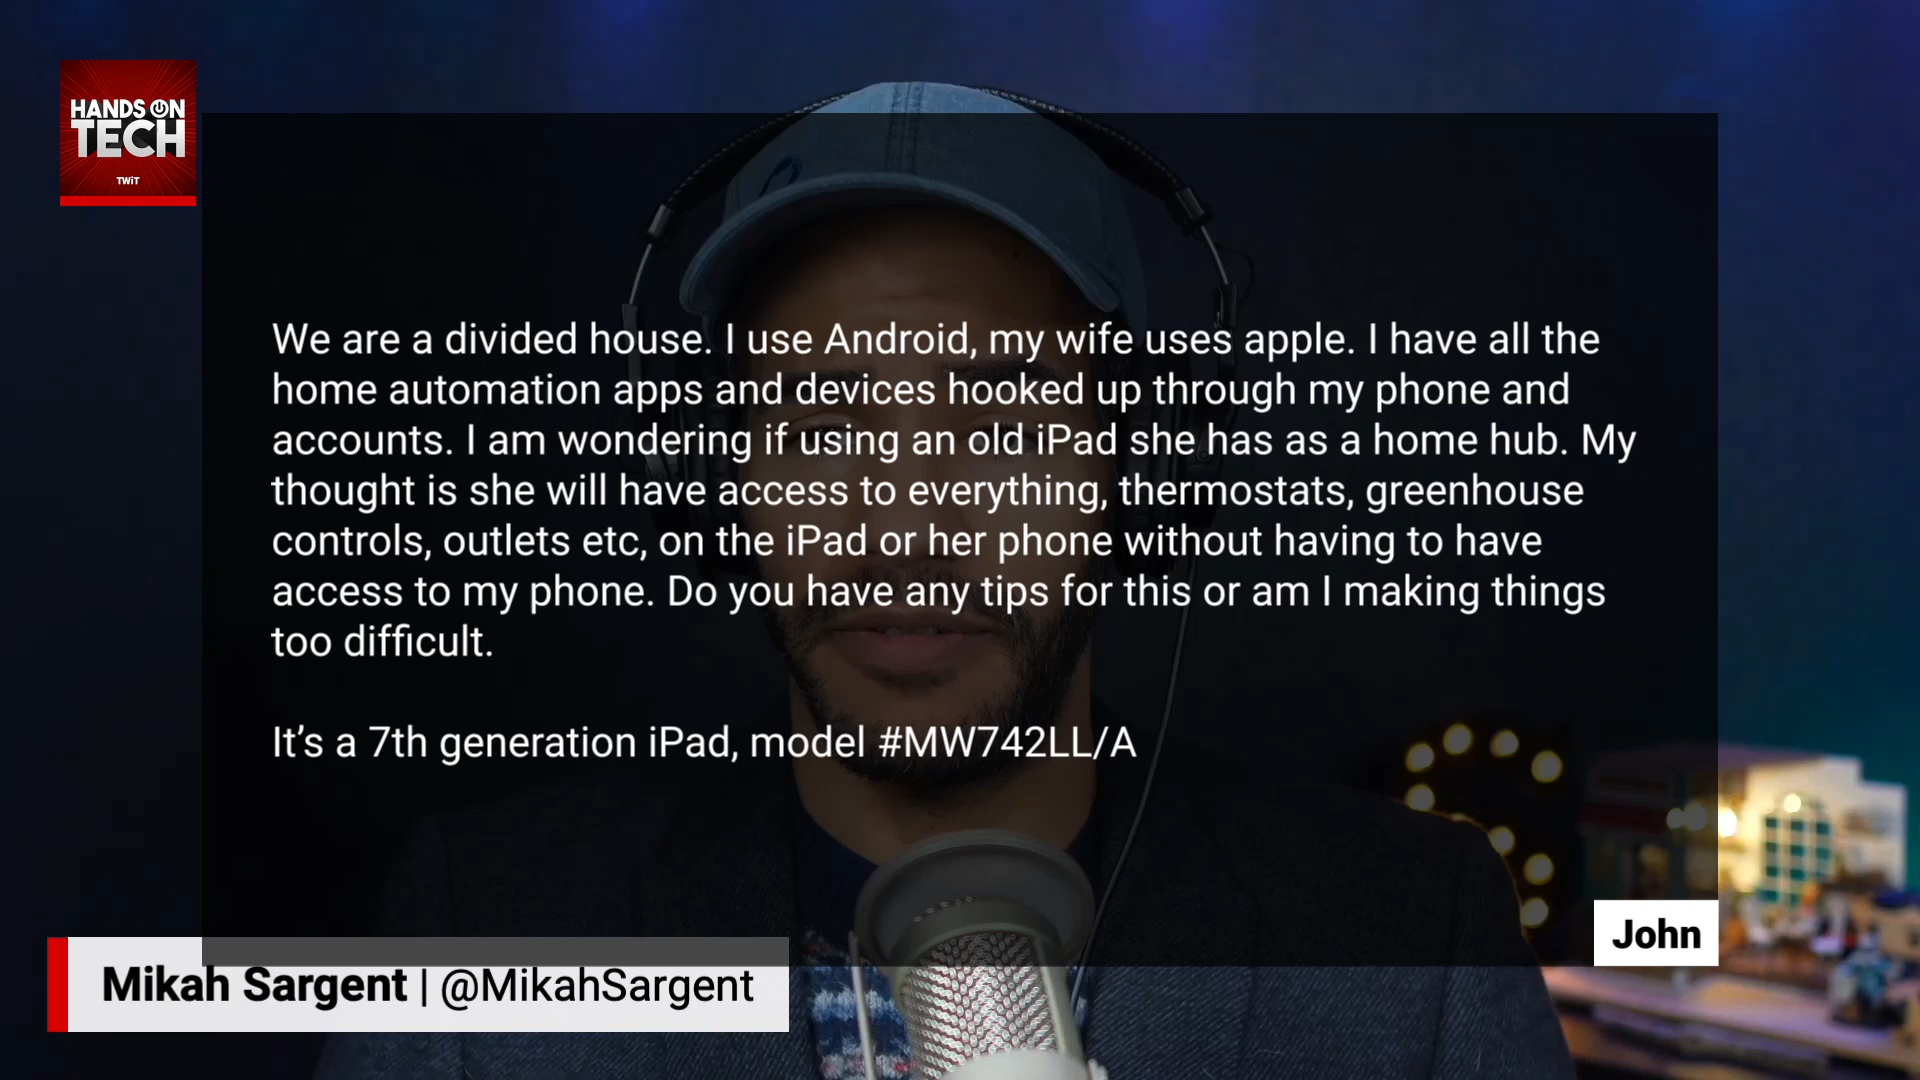 HANDS ON
TECH
TWiT
We are a divided house. I use Android, my wife uses apple. I have all the
home automation apps and devices hooked up through my phone and
accounts. I am wondering if using an old iPad she has as a home hub. My
thought is she will have access to everything, thermostats, greenhouse
controls, outlets etc, on the iPad or her phone without having to have
access to my phone. Do you have any tips for this or am I making things
too difficult.
It’s a 7th generation iPad, model #MW742LL/A
John
Mikah Sargent | @MikahSargent